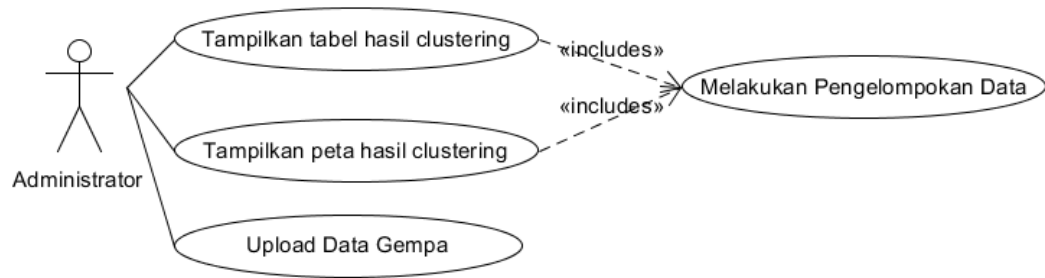 Tampilkan tabel hasil clustering
«includes»
Melakukan Pengelompokan Data
«includes»
Tampilkan peta hasil clustering
Administrator
Upload Data Gempa